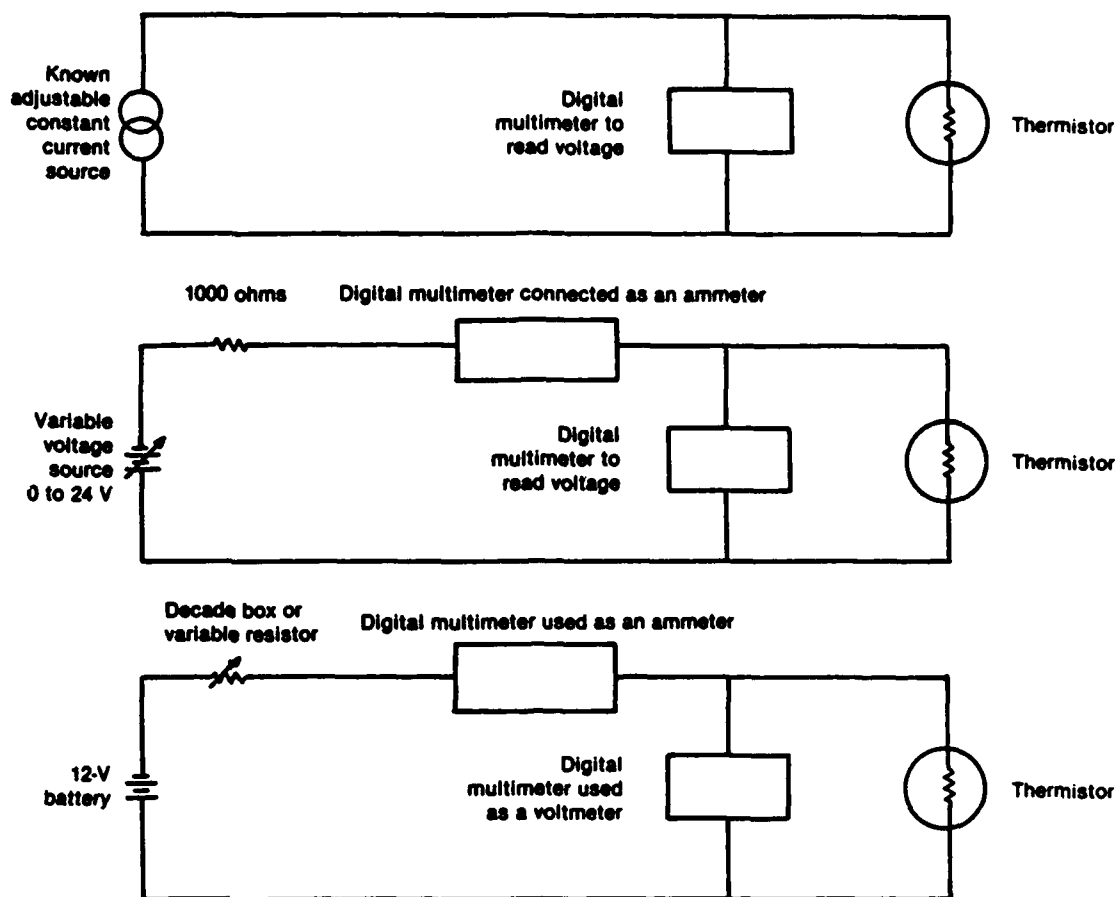 Known
adjustable
constant
current
source
Digital
multimeter to
read voltage
Thermistor
1000 ohms
Digital multimeter connected as an ammeter
Variable
voltage
source
0 to 24 V
Digital
multimeter to
read voltage
Thermistor
Decade box or
variable resistor
Digital multimeter used as an ammeter
12-V
battery
Digital
multimeter used
as a voltmeter
Thermistor